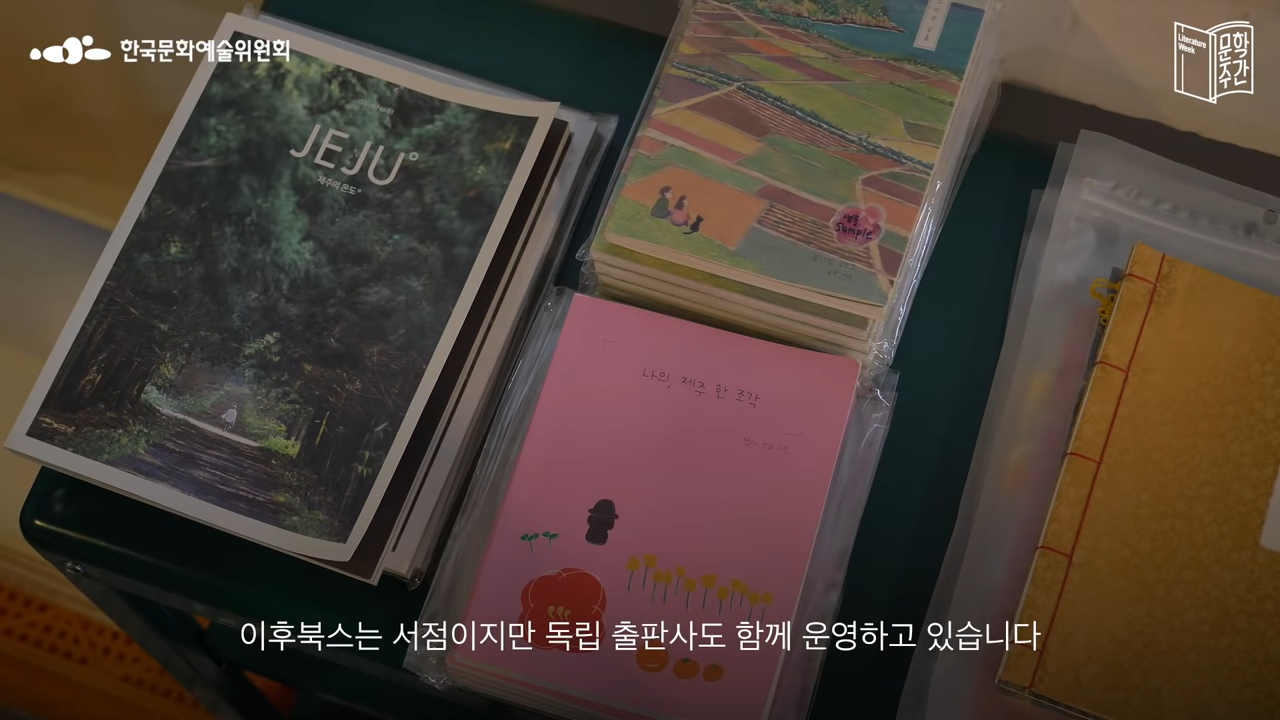 한국문화예술위원회
Literature
Week
문학
주간
JEJU°
제주의 온도
샘플
Sample
나의, 제주 한 조각
이후북스는 서점이지만 독립 출판사도 함께 운영하고 있습니다